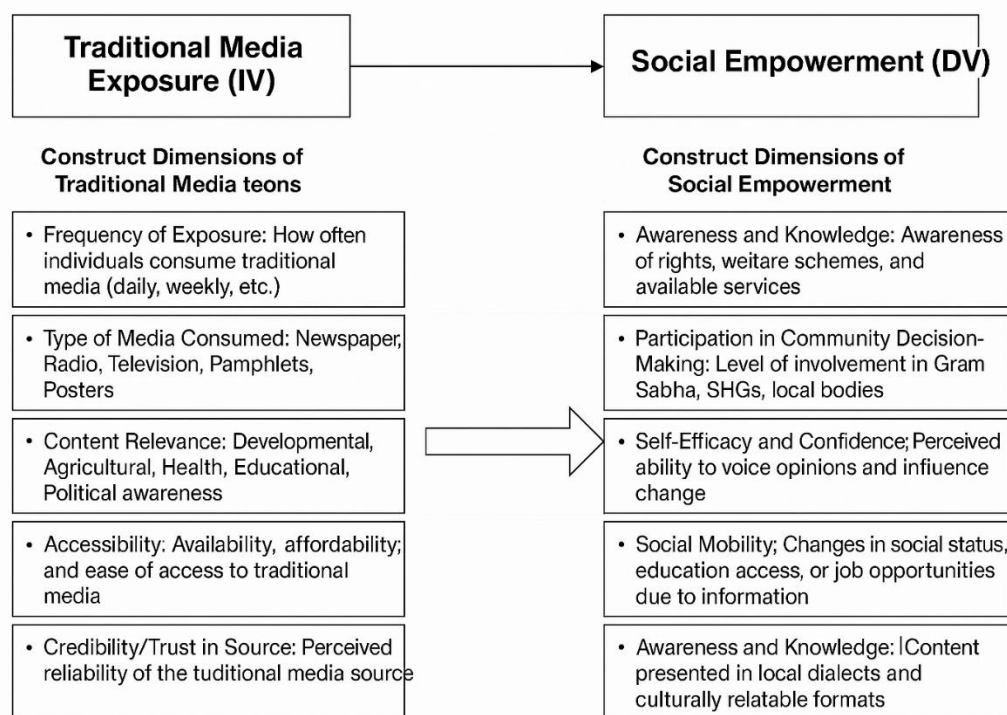 Traditional Media
Exposure (IV)
Social Empowerment (DV)
Construct Dimensions of
Traditional Media teons
• Frequency of Exposure: How often
individuals consume traditional
media (daily, weekly, etc.)
• Type of Media Consumed: Newspaper,
Radio, Television, Pamphlets,
Posters
• Content Relevance: Developmental,
Agricultural, Health, Educational,
Political awareness
• Accessibility: Availability, affordability;
and ease of access to traditional
media
• Credibility/Trust in Source: Perceived
reliability of the tuditional media source
Construct Dimensions of
Social Empowerment
• Awareness and Knowledge: Awareness
of rights, weitare schemes, and
available services
• Participation in Community Decision-
Making: Level of involvement in Gram
Sabha, SHGs, local bodies
• Self-Efficacy and Confidence; Perceived
ability to voice opinions and infiuence
change
• Social Mobility; Changes in social status,
education access, or job opportunities
due to information
• Awareness and Knowledge: |Content
presented in local dialects and
culturally relatable formats